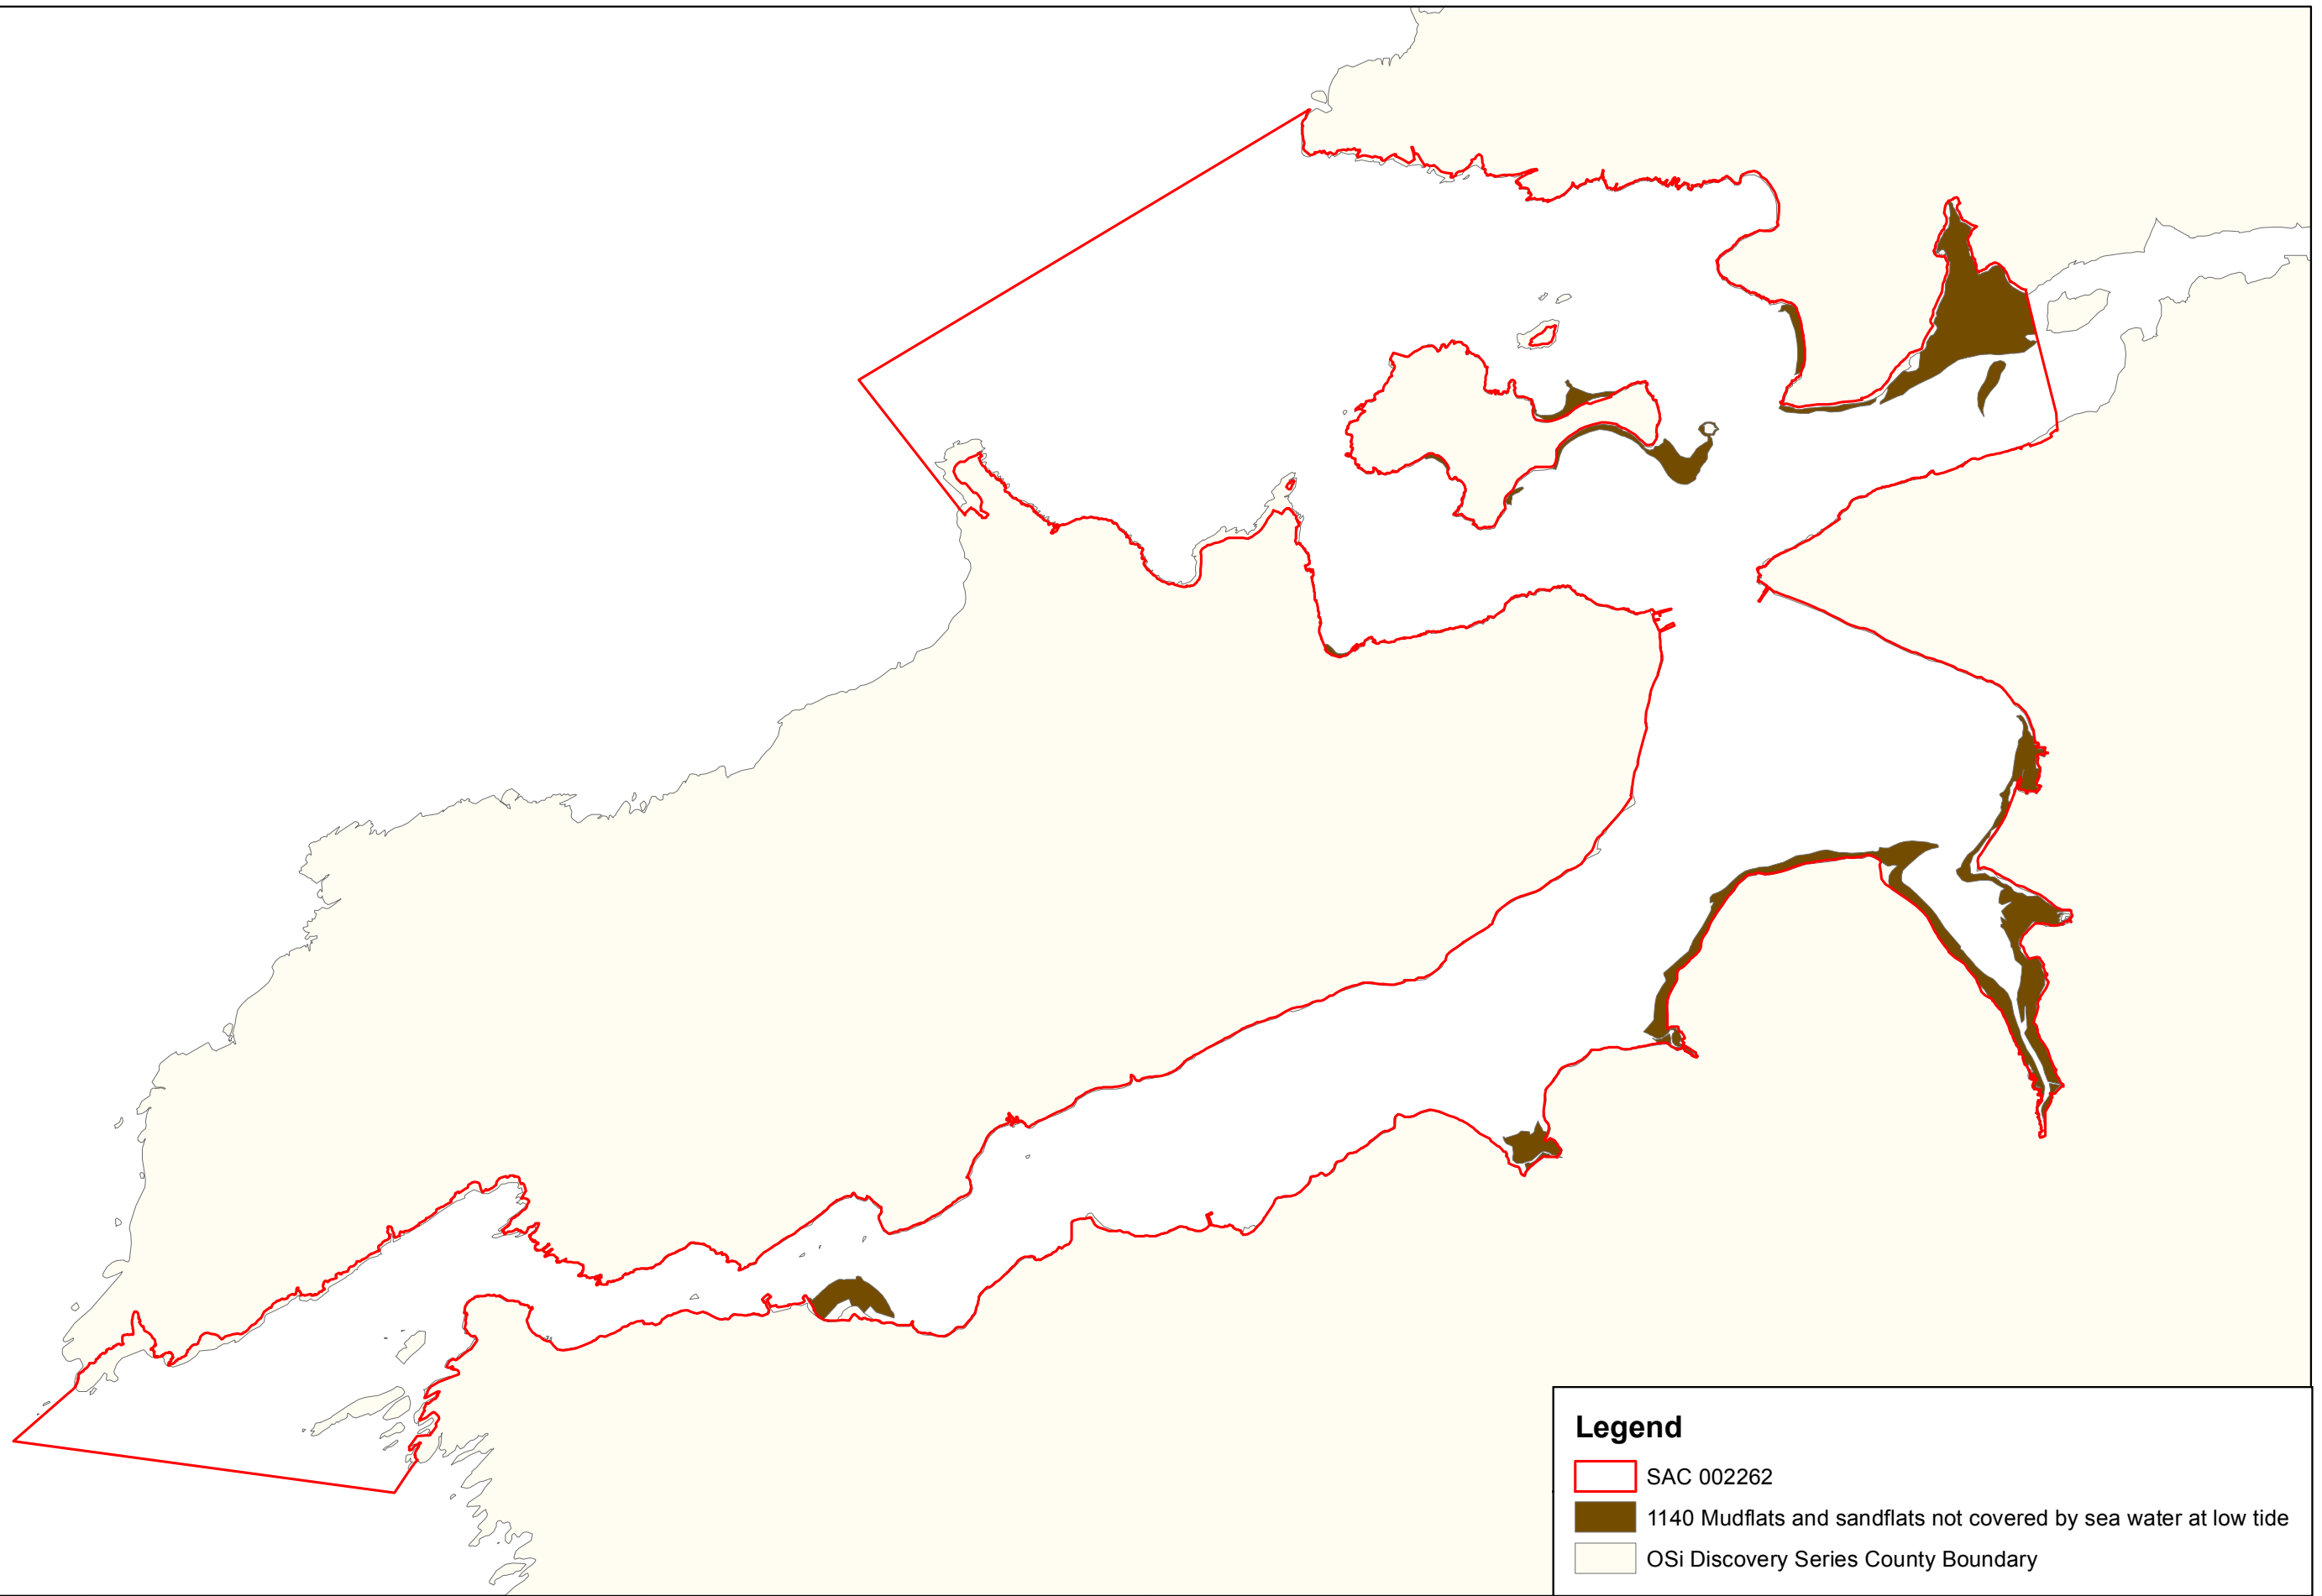 Legend
SAC 002262
1140 Mudflats and sandflats not covered by sea water at low tide
OSi Discovery Series County Boundary